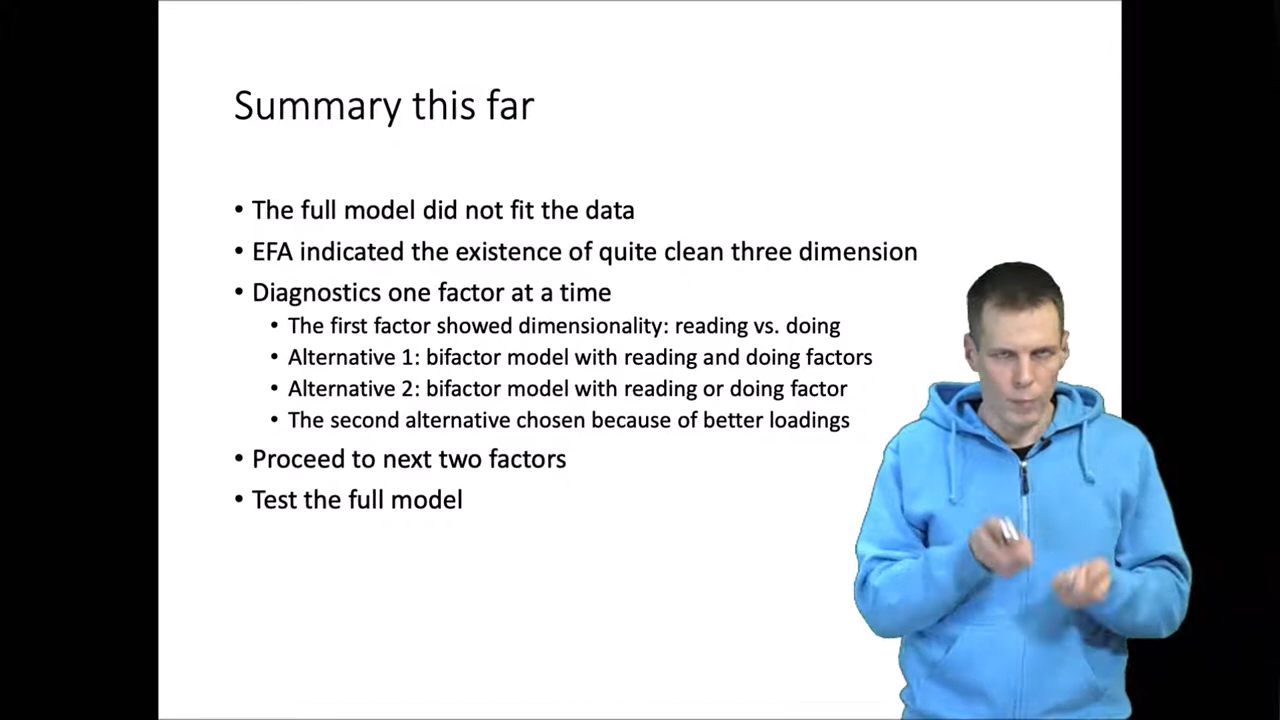 Summary this far
• The full model did not fit the data
• EFA indicated the existence of quite clean three dimension
• Diagnostics one factor at a time
• The first factor showed dimensionality: reading vs. doing
• Alternative 1: bifactor model with reading and doing factors
• Alternative 2: bifactor model with reading or doing factor
• The second alternative chosen because of better loadings
• Proceed to next two factors
• Test the full model